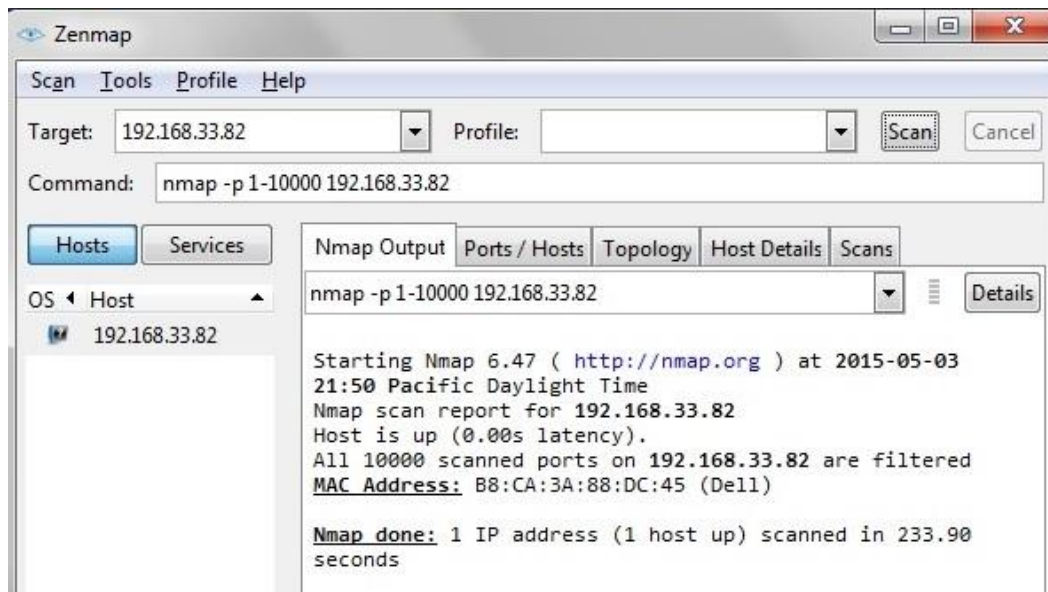 Zenmap
Scan Tools Profile Help
Target: 192.168.33.82 Profile: Scan Cancel
Command: nmap -p 1-10000 192.168.33.82
Hosts Services
Nmap Output Ports / Hosts Topology Host Details Scans
OS Host
nmap -p 1-10000 192.168.33.82 Details
192.168.33.82
Starting Nmap 6.47 ( http://nmap.org ) at 2015-05-03
21:50 Pacific Daylight Time
Nmap scan report for 192.168.33.82
Host is up (0.00s latency).
All 10000 scanned ports on 192.168.33.82 are filtered
MAC Address: B8:CA:3A:88:DC:45 (Dell)
Nmap done: 1 IP address (1 host up) scanned in 233.90
seconds